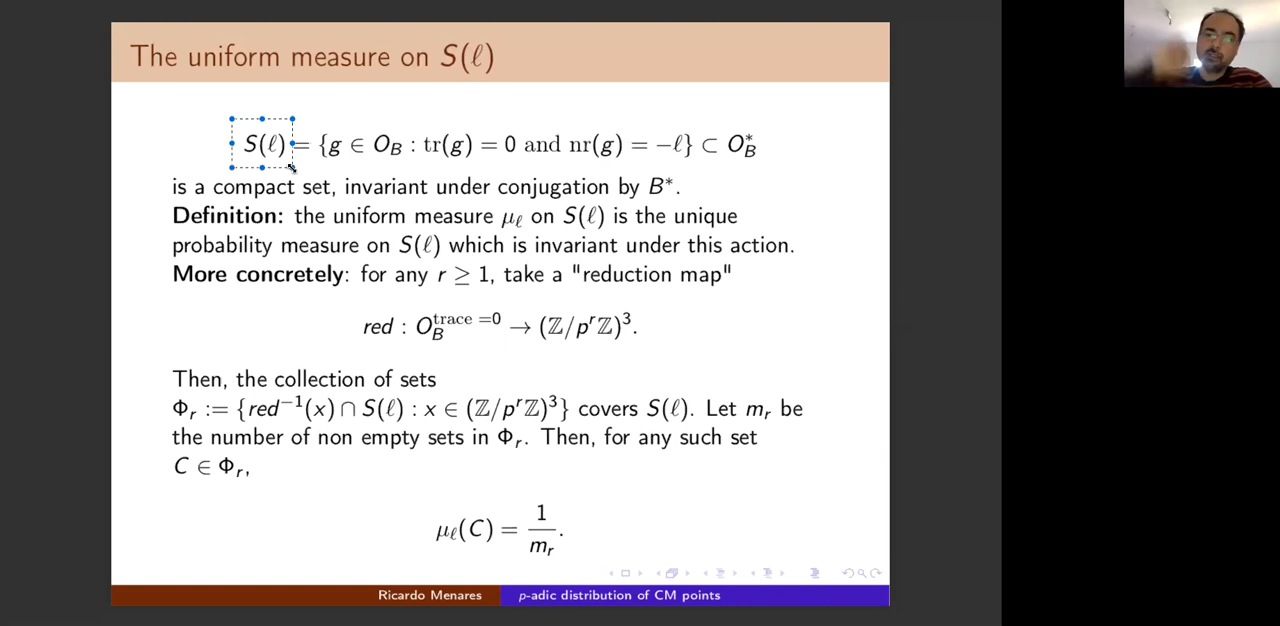 The uniform measure on S(ℓ)
S(ℓ) = {g ∈ O_B : tr(g) = 0 and nr(g) = −ℓ} ⊂ O_B^*
is a compact set, invariant under conjugation by B*.
Definition: the uniform measure μ_ℓ on S(ℓ) is the unique
probability measure on S(ℓ) which is invariant under this action.
More concretely: for any r ≥ 1, take a "reduction map"
red : O_B^{trace =0} → (ℤ/p^rℤ)^3.
Then, the collection of sets
Φ_r := {red^{−1}(x) ∩ S(ℓ) : x ∈ (ℤ/p^rℤ)^3} covers S(ℓ). Let m_r be
the number of non empty sets in Φ_r. Then, for any such set
C ∈ Φ_r,
μ_ℓ(C) = 1/m_r.
Ricardo Menares p-adic distribution of CM points